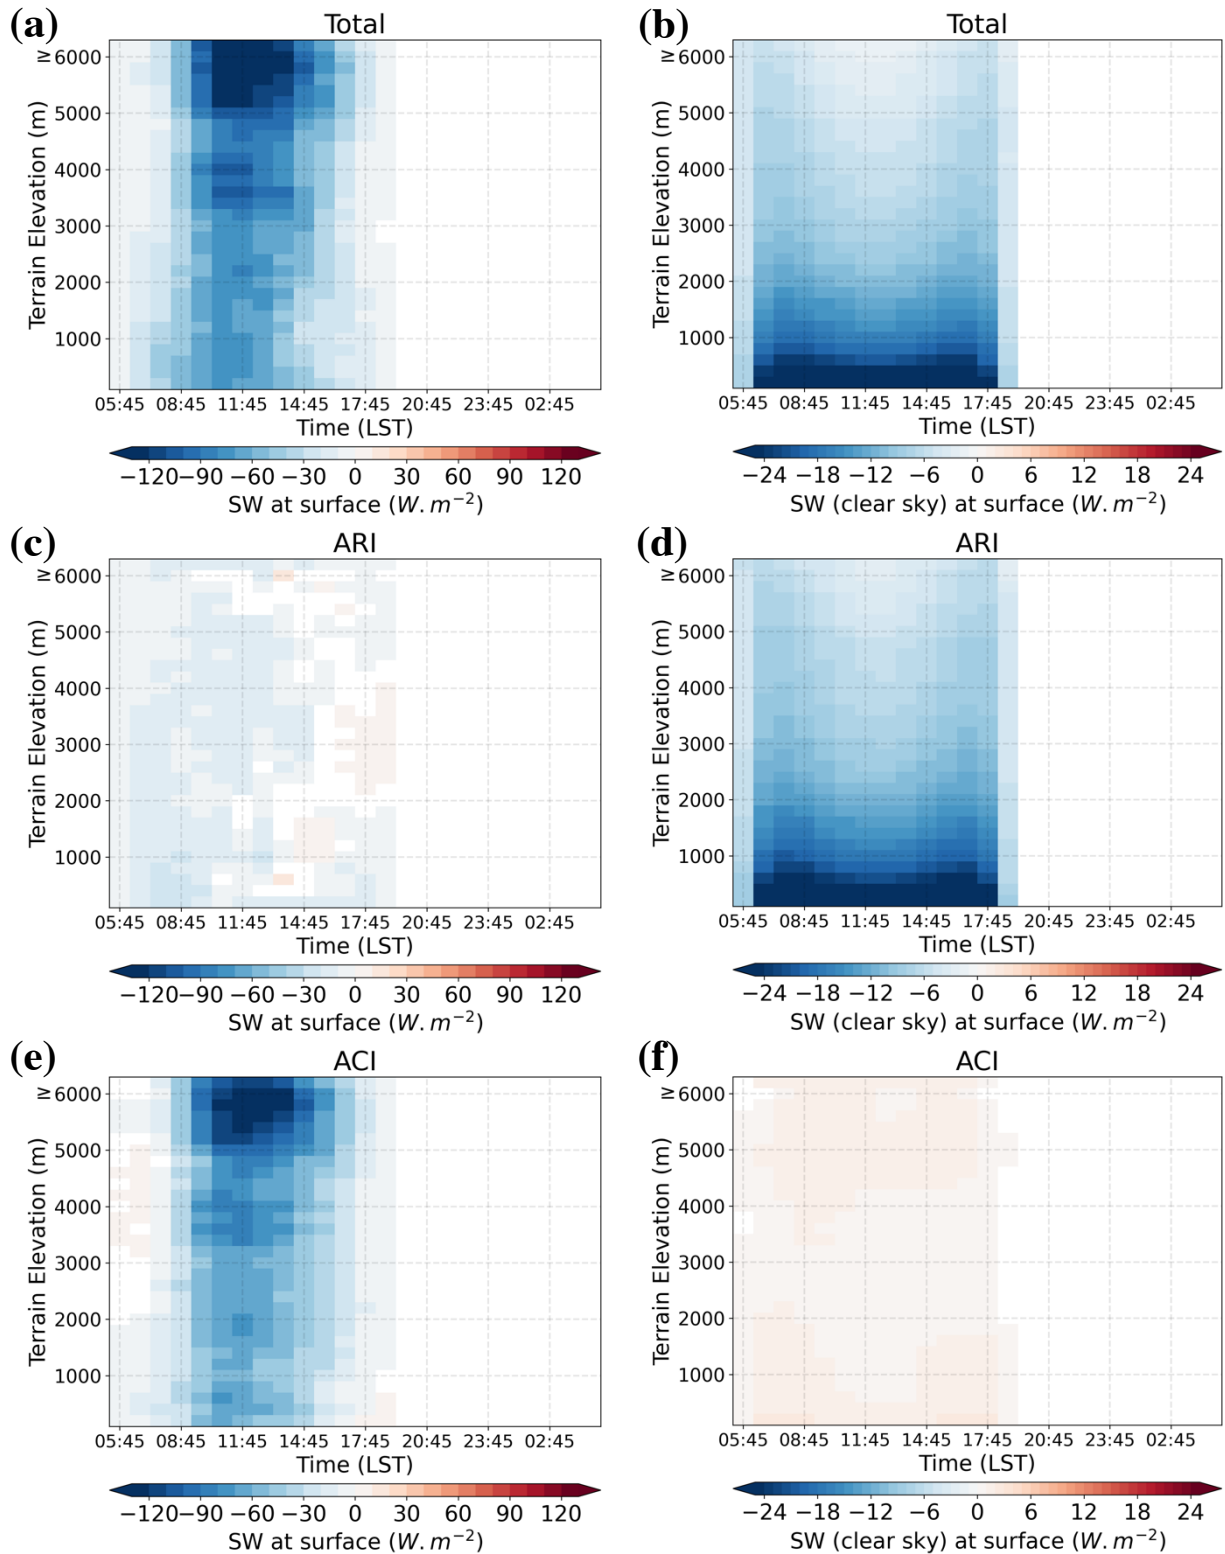 (a)
Total
≥ 6000
5000
4000
3000
2000
1000
Terrain Elevation (m)
05:45 08:45 11:45 14:45 17:45 20:45 23:45 02:45
Time (LST)
−120 −90 −60 −30 0 30 60 90 120
SW at surface (W.m−2)
(b)
Total
≥ 6000
5000
4000
3000
2000
1000
Terrain Elevation (m)
05:45 08:45 11:45 14:45 17:45 20:45 23:45 02:45
Time (LST)
−24 −18 −12 −6 0 6 12 18 24
SW (clear sky) at surface (W.m−2)
(c)
ARI
≥ 6000
5000
4000
3000
2000
1000
Terrain Elevation (m)
05:45 08:45 11:45 14:45 17:45 20:45 23:45 02:45
Time (LST)
−120 −90 −60 −30 0 30 60 90 120
SW at surface (W.m−2)
(d)
ARI
≥ 6000
5000
4000
3000
2000
1000
Terrain Elevation (m)
05:45 08:45 11:45 14:45 17:45 20:45 23:45 02:45
Time (LST)
−24 −18 −12 −6 0 6 12 18 24
SW (clear sky) at surface (W.m−2)
(e)
ACI
≥ 6000
5000
4000
3000
2000
1000
Terrain Elevation (m)
05:45 08:45 11:45 14:45 17:45 20:45 23:45 02:45
Time (LST)
−120 −90 −60 −30 0 30 60 90 120
SW at surface (W.m−2)
(f)
ACI
≥ 6000
5000
4000
3000
2000
1000
Terrain Elevation (m)
05:45 08:45 11:45 14:45 17:45 20:45 23:45 02:45
Time (LST)
−24 −18 −12 −6 0 6 12 18 24
SW (clear sky) at surface (W.m−2)